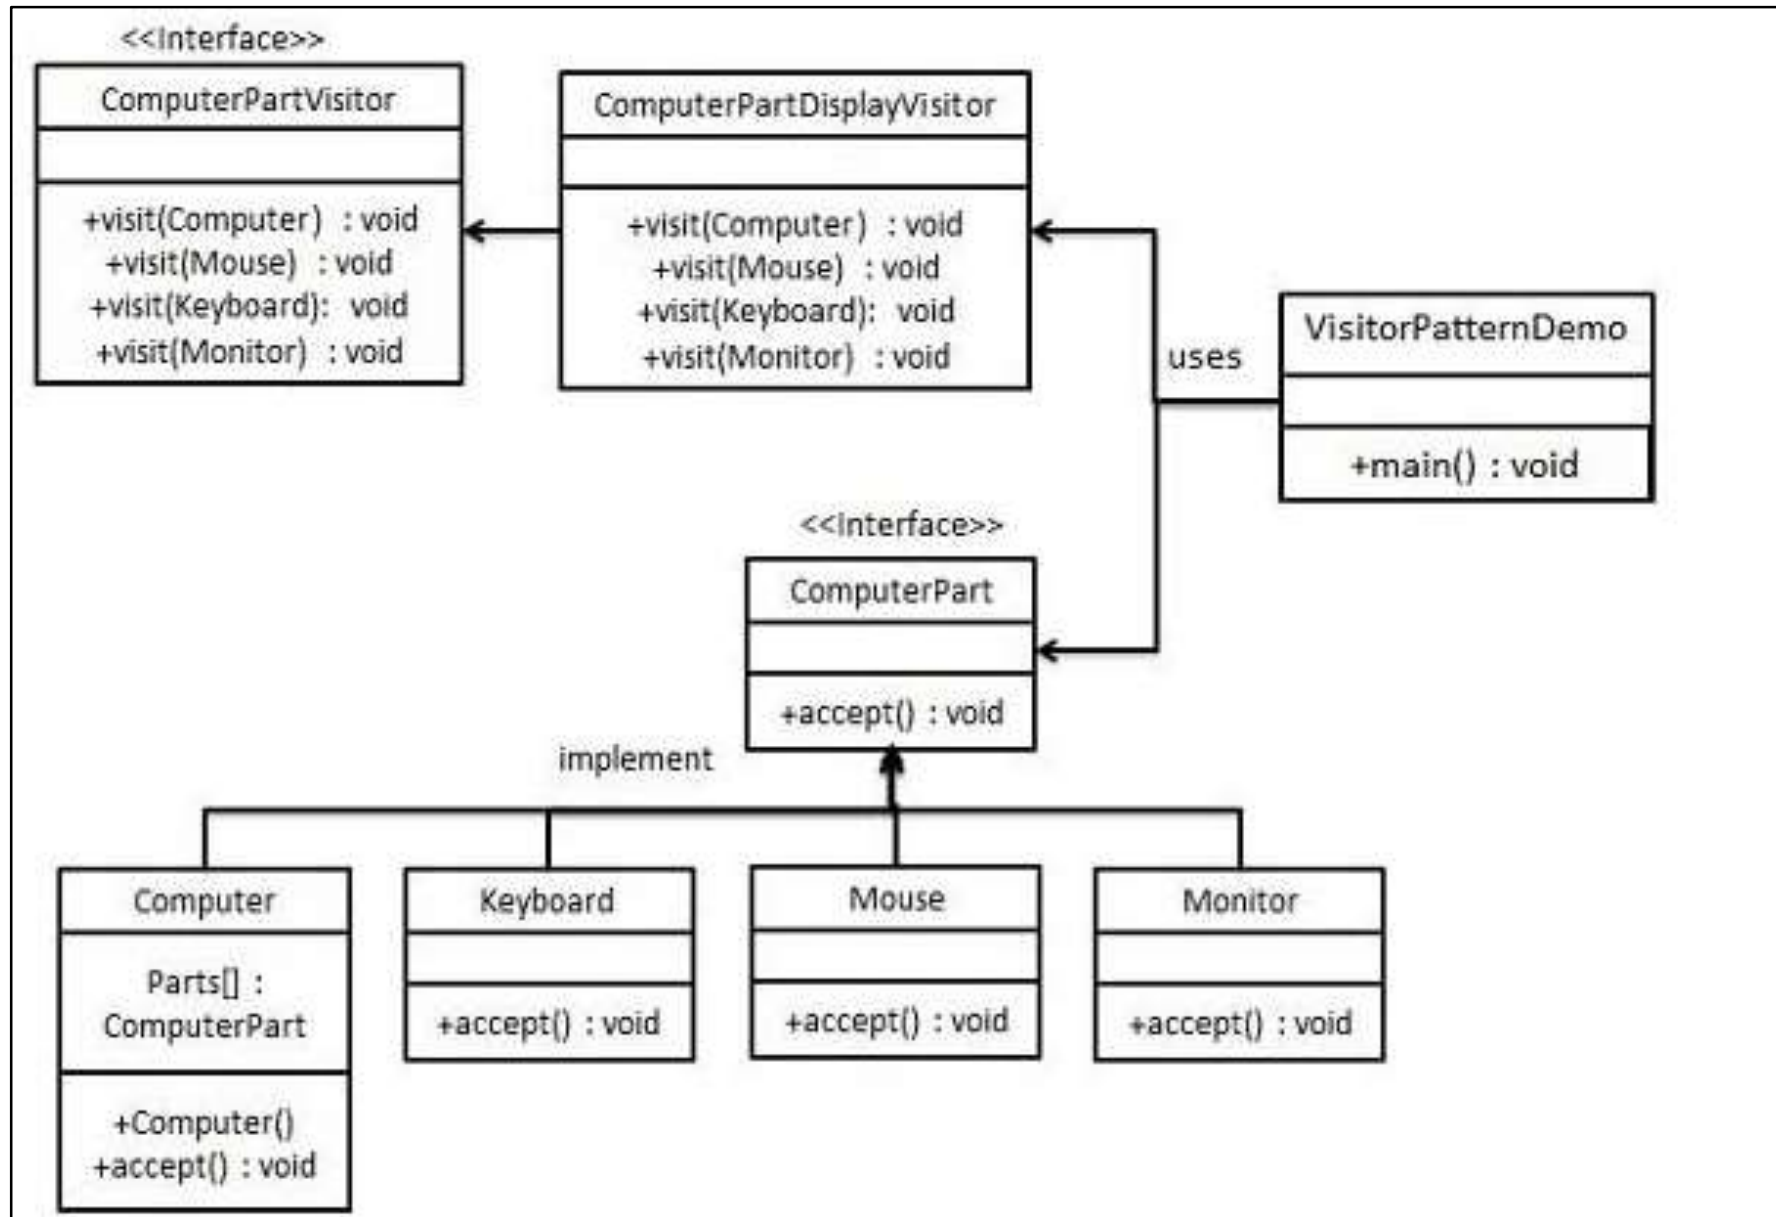 <<Interface>>
ComputerPartVisitor
+visit(Computer) : void
+visit(Mouse) : void
+visit(Keyboard): void
+visit(Monitor) : void
ComputerPartDisplayVisitor
+visit(Computer) : void
+visit(Mouse) : void
+visit(Keyboard): void
+visit(Monitor) : void
uses
VisitorPatternDemo
+main() : void
<<Interface>>
ComputerPart
+accept() : void
implement
Computer
Parts[] :
ComputerPart
+Computer()
+accept() : void
Keyboard
+accept() : void
Mouse
+accept() : void
Monitor
+accept() : void